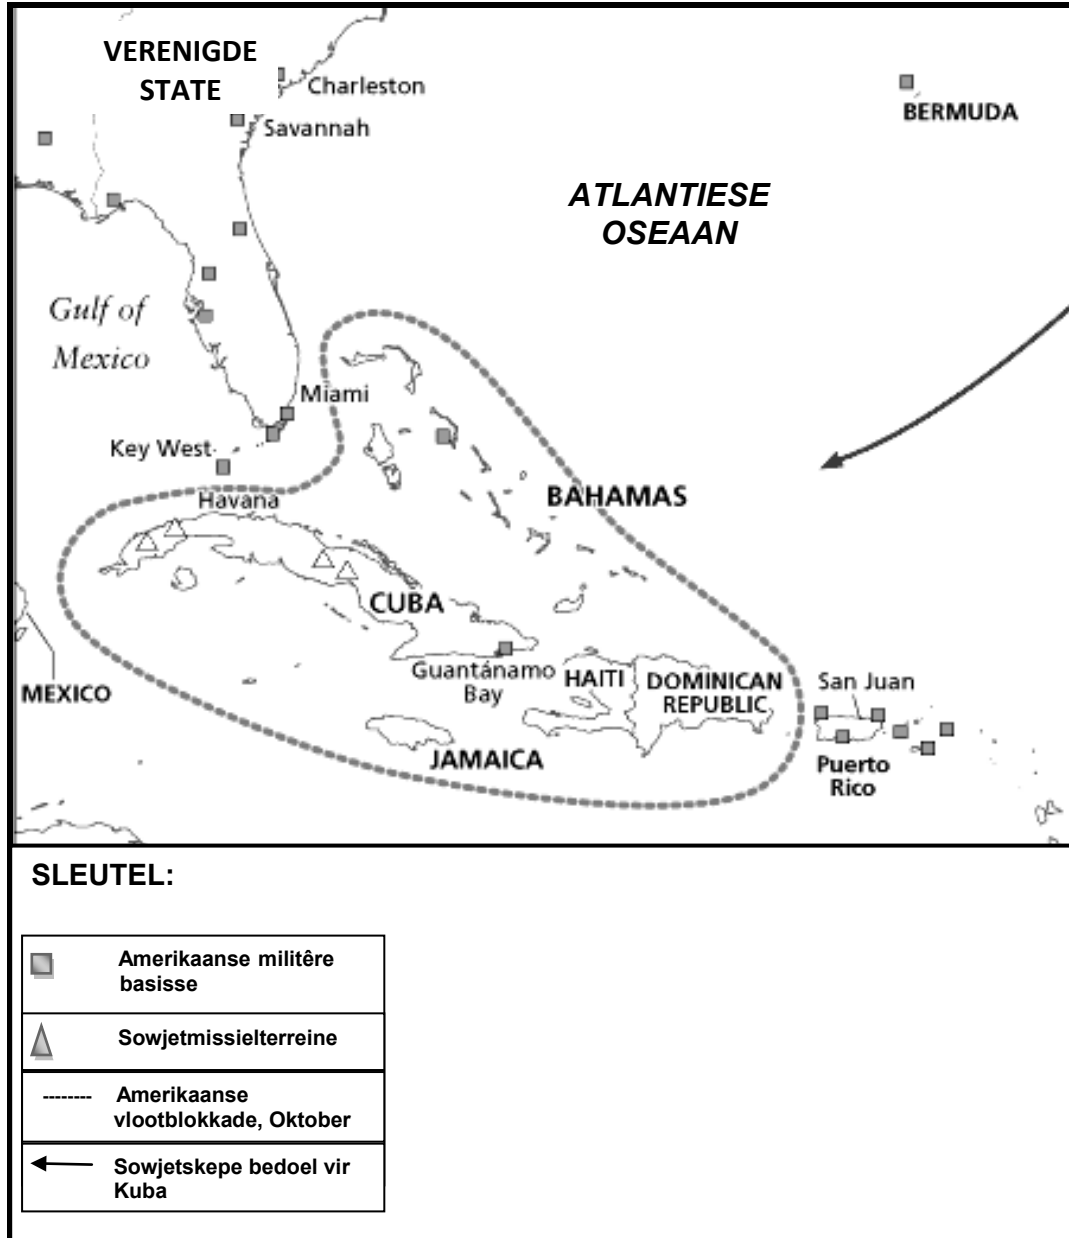 VERENIGDE
STATE
Charleston
Savannah
BERMUDA
ATLANTIESE
OSEAAN
Gulf of
Mexico
Miami
Key West
Havana
BAHAMAS
CUBA
Guantánamo
Bay
HAITI
DOMINICAN
REPUBLIC
San Juan
MEXICO
JAMAICA
Puerto
Rico
SLEUTEL:
Amerikaanse militêre
basisse
Sowjetmissielterreine
Amerikaanse
vlootblokkade, Oktober
Sowjetskepe bedoel vir
Kuba